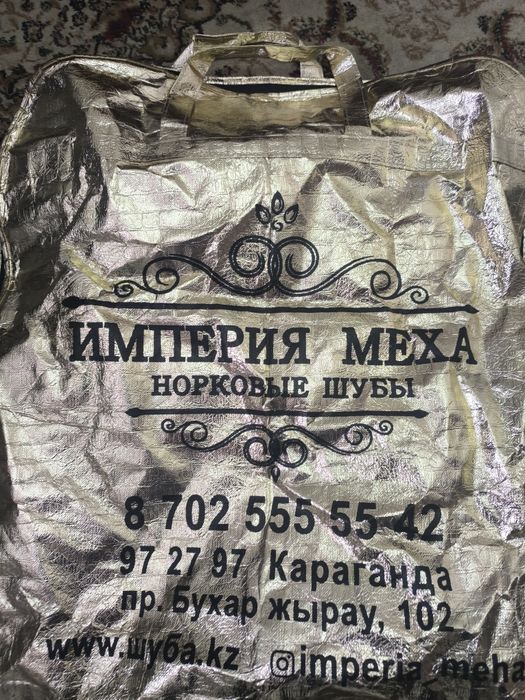 ИМПЕРИЯ МЕХА
НОРКОВЫЕ ШУБЫ
8 702 555 55 42
97 27 97 Караганда
пр. Бухар жырау, 102
www.шуба.kz imperia_meha